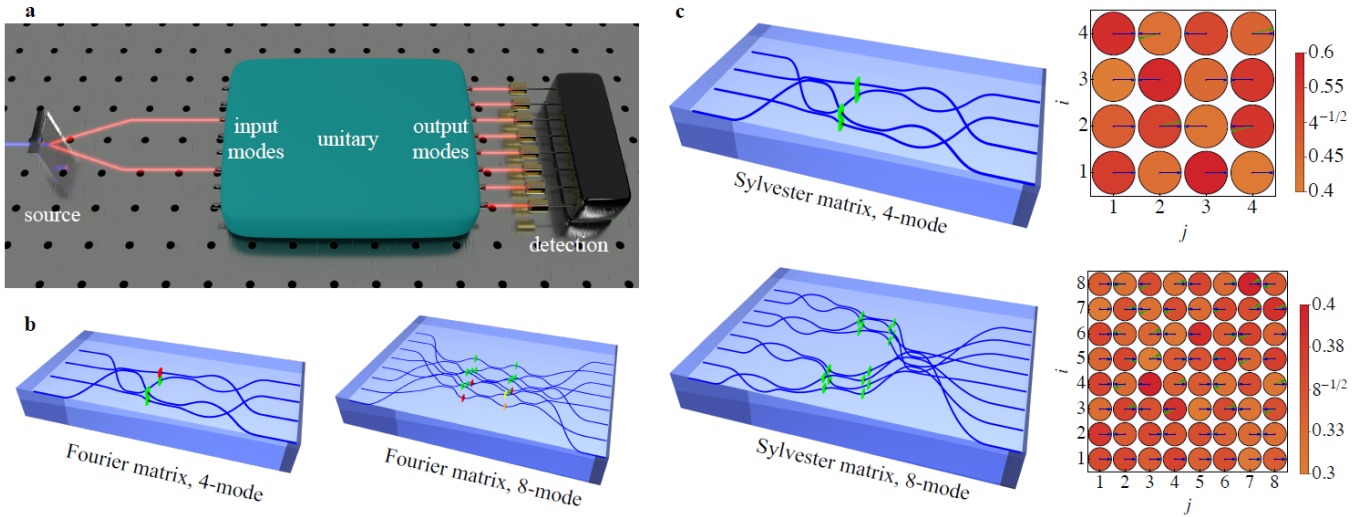 a
input modes
unitary
output modes
source
detection
b
Fourier matrix, 4-mode
Fourier matrix, 8-mode
c
Sylvester matrix, 4-mode
4
3
2
1
i
1 2 3 4
j
0.6
0.55
4^-1/2
0.45
0.4
Sylvester matrix, 8-mode
8
7
6
5
4
3
2
1
i
1 2 3 4 5 6 7 8
j
0.4
0.38
8^-1/2
0.33
0.3